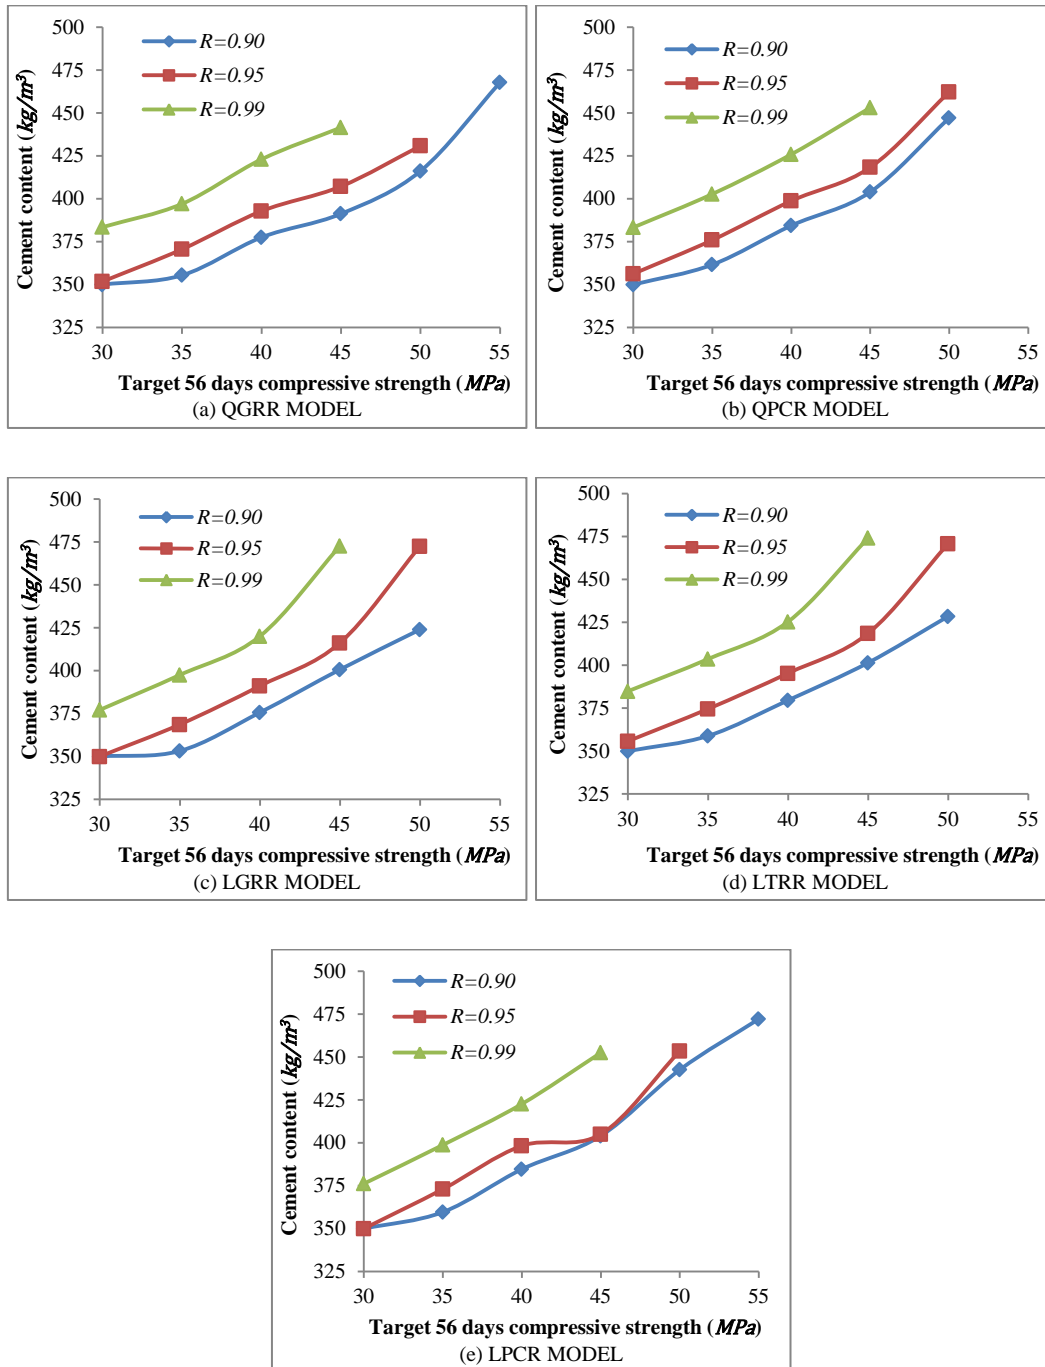 500
475
450
425
400
375
350
325
Cement content (kg/m³)
R=0.90
R=0.95
R=0.99
30 35 40 45 50 55
Target 56 days compressive strength (MPa)
(a) QGRR MODEL
500
475
450
425
400
375
350
325
Cement content (kg/m³)
R=0.90
R=0.95
R=0.99
30 35 40 45 50 55
Target 56 days compressive strength (MPa)
(b) QPCR MODEL
500
475
450
425
400
375
350
325
Cement content (kg/m³)
R=0.90
R=0.95
R=0.99
30 35 40 45 50 55
Target 56 days compressive strength (MPa)
(c) LGRR MODEL
500
475
450
425
400
375
350
325
Cement content (kg/m³)
R=0.90
R=0.95
R=0.99
30 35 40 45 50 55
Target 56 days compressive strength (MPa)
(d) LTRR MODEL
500
475
450
425
400
375
350
325
Cement content (kg/m³)
R=0.90
R=0.95
R=0.99
30 35 40 45 50 55
Target 56 days compressive strength (MPa)
(e) LPCR MODEL